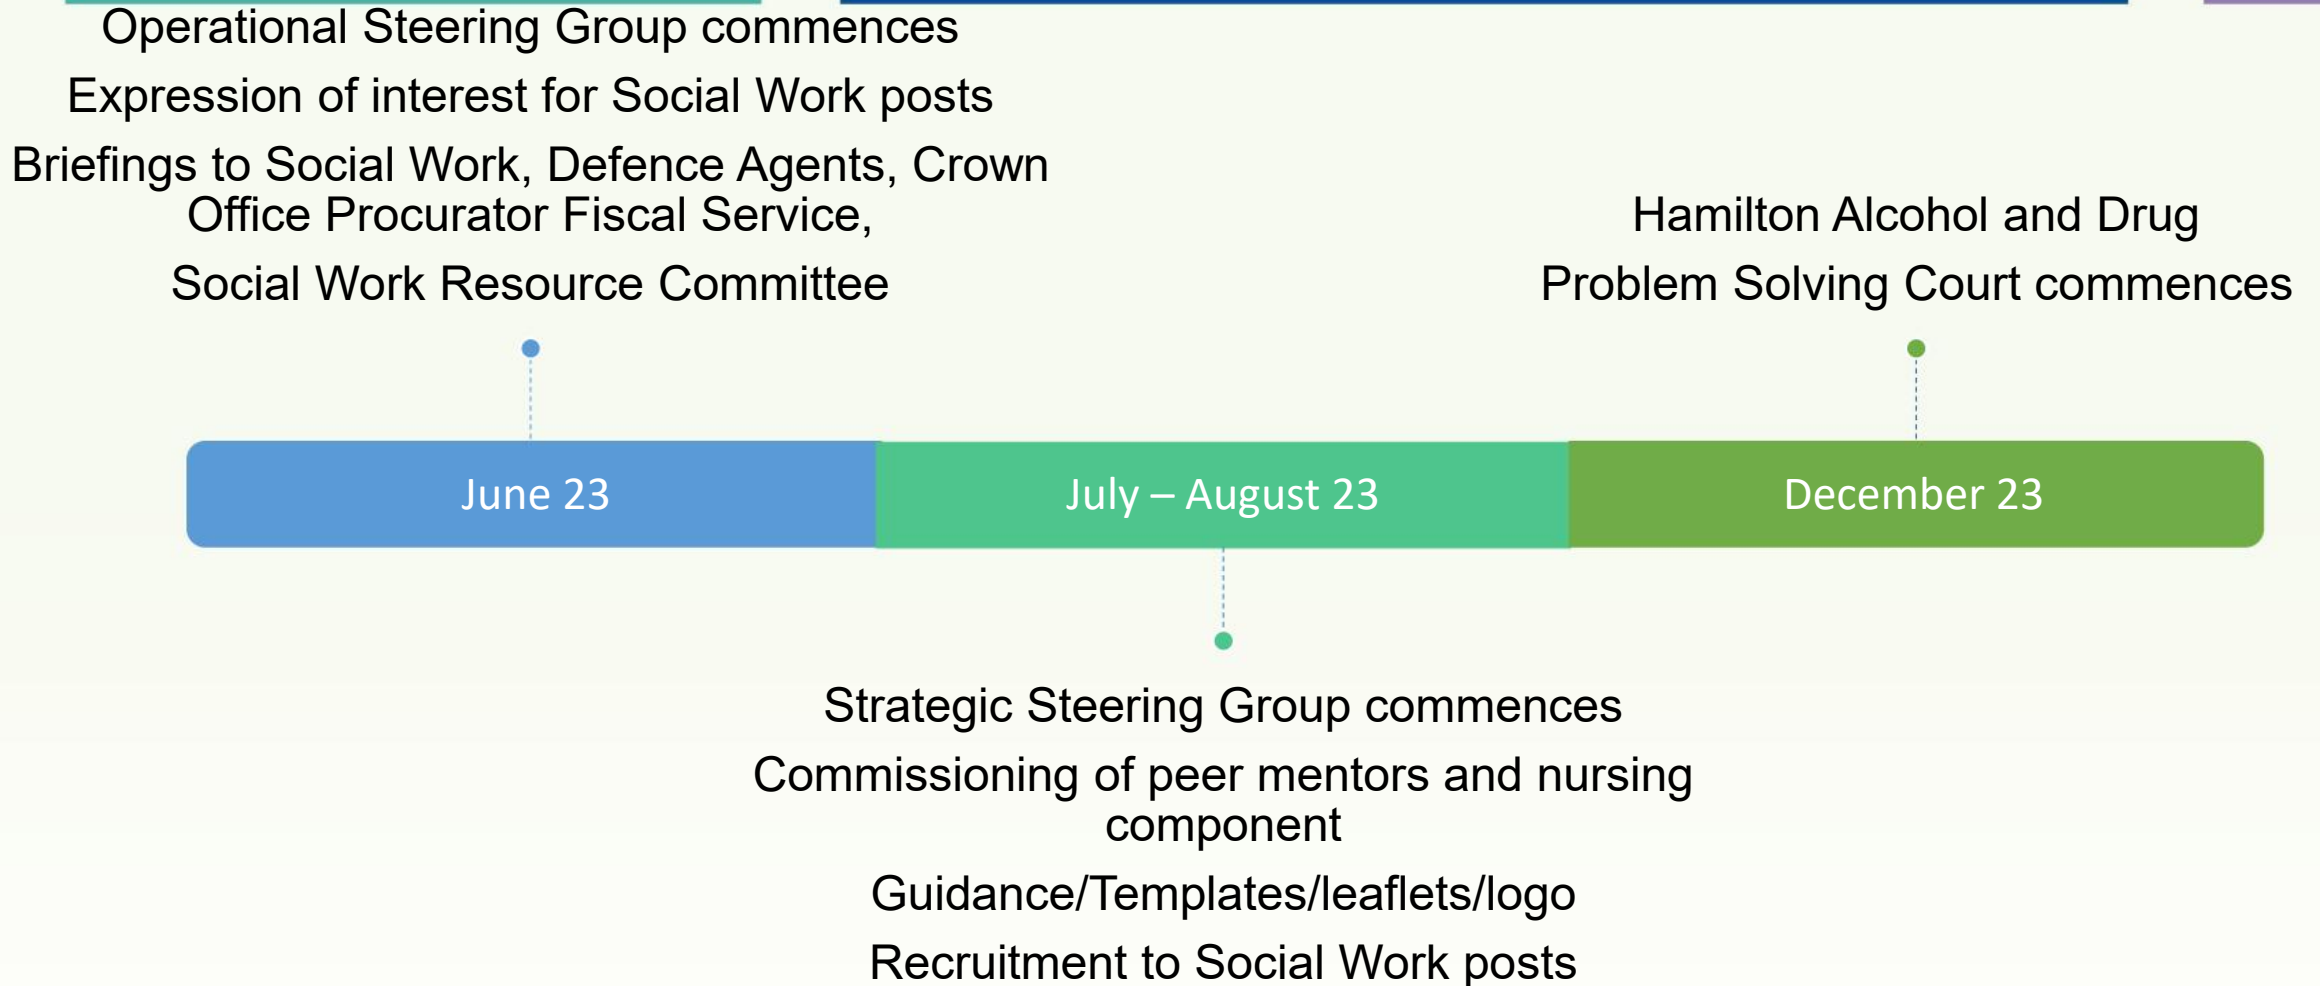 Operational Steering Group commences
Expression of interest for Social Work posts
Briefings to Social Work, Defence Agents, Crown
Office Procurator Fiscal Service,
Social Work Resource Committee
Hamilton Alcohol and Drug
Problem Solving Court commences
June 23
July – August 23
December 23
Strategic Steering Group commences
Commissioning of peer mentors and nursing
component
Guidance/Templates/leaflets/logo
Recruitment to Social Work posts